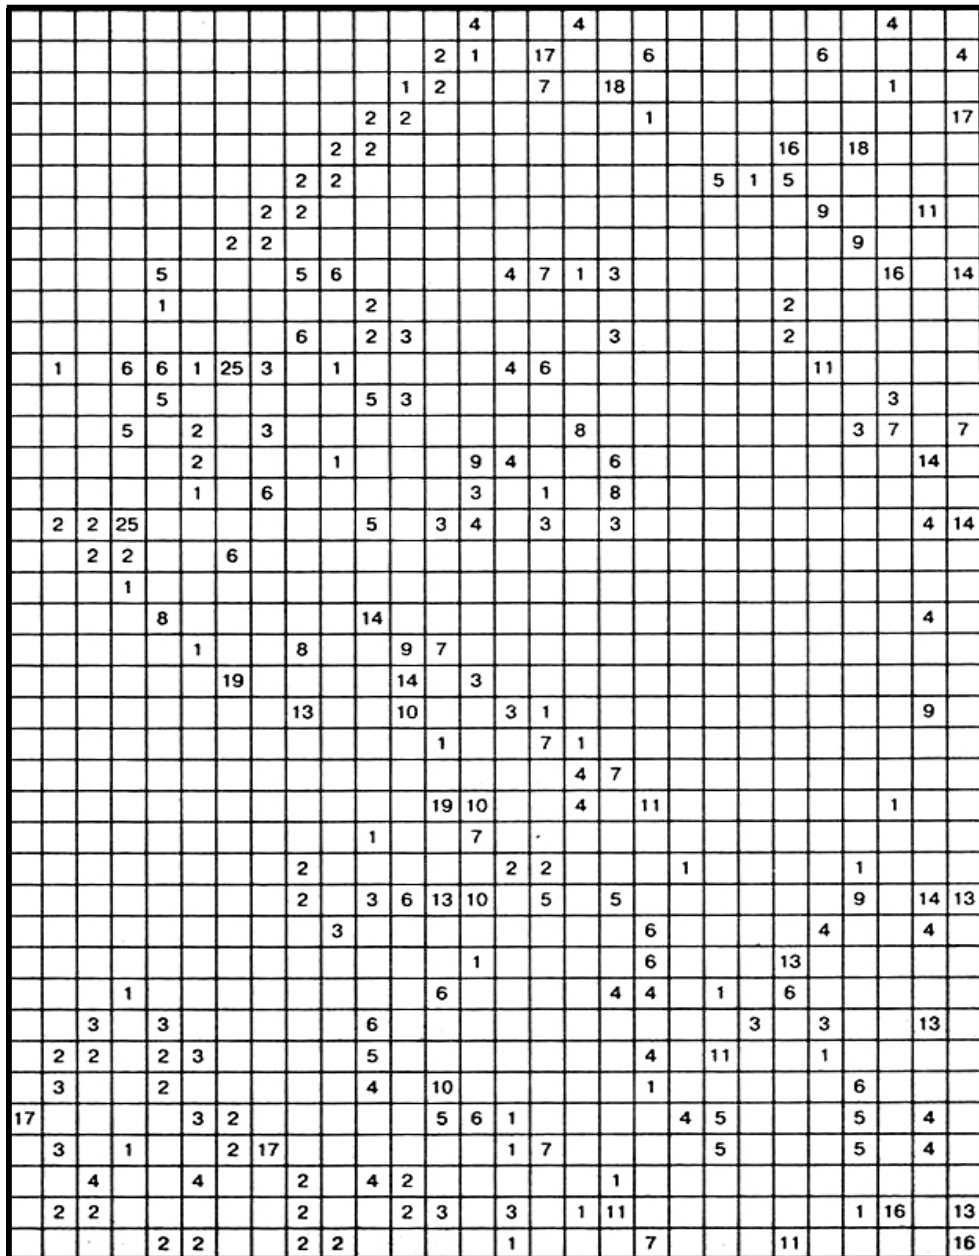 4 4 4
2 1 17 6 6 4
1 2 7 18 1
2 2 1 17
2 2 16 18
2 2 5 1 5
2 2 9 11
2 2 9
5 5 6 4 7 1 3 16 14
1 2 2
6 2 3 3 2
1 6 6 1 25 3 1 4 6 11
5 5 3 3
5 2 3 8 3 7 7
2 1 9 4 6 14
1 6 3 1 8
2 2 25 5 3 4 3 3 4 14
2 2 6
1
8 14 4
1 8 9 7
19 14 3
13 10 3 1 9
1 7 1
4 7
19 10 4 11 1
1 7
2 2 2 1 1
2 3 6 13 10 5 5 9 14 13
3 6 4 4
1 6 13
1 6 4 4 1 6
3 3 6 3 3 13
2 2 2 3 5 4 11 1
3 2 4 10 1 6
17 3 2 5 6 1 4 5 5 4
3 1 2 17 1 7 5 5 4
4 4 2 4 2 1
2 2 2 2 3 3 1 11 1 16 13
2 2 2 2 1 7 11 16